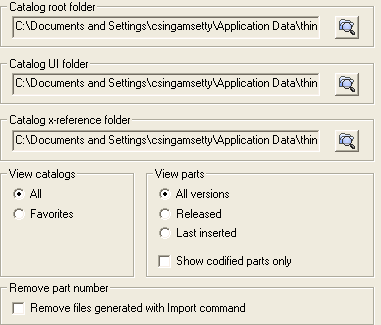 Catalog root folder
C:\Documents and Settings\csingamsetty\Application Data\thin
Catalog UI folder
C:\Documents and Settings\csingamsetty\Application Data\thin
Catalog x-reference folder
C:\Documents and Settings\csingamsetty\Application Data\thin
View catalogs
All
Favorites
View parts
All versions
Released
Last inserted
Show codified parts only
Remove part number
Remove files generated with Import command